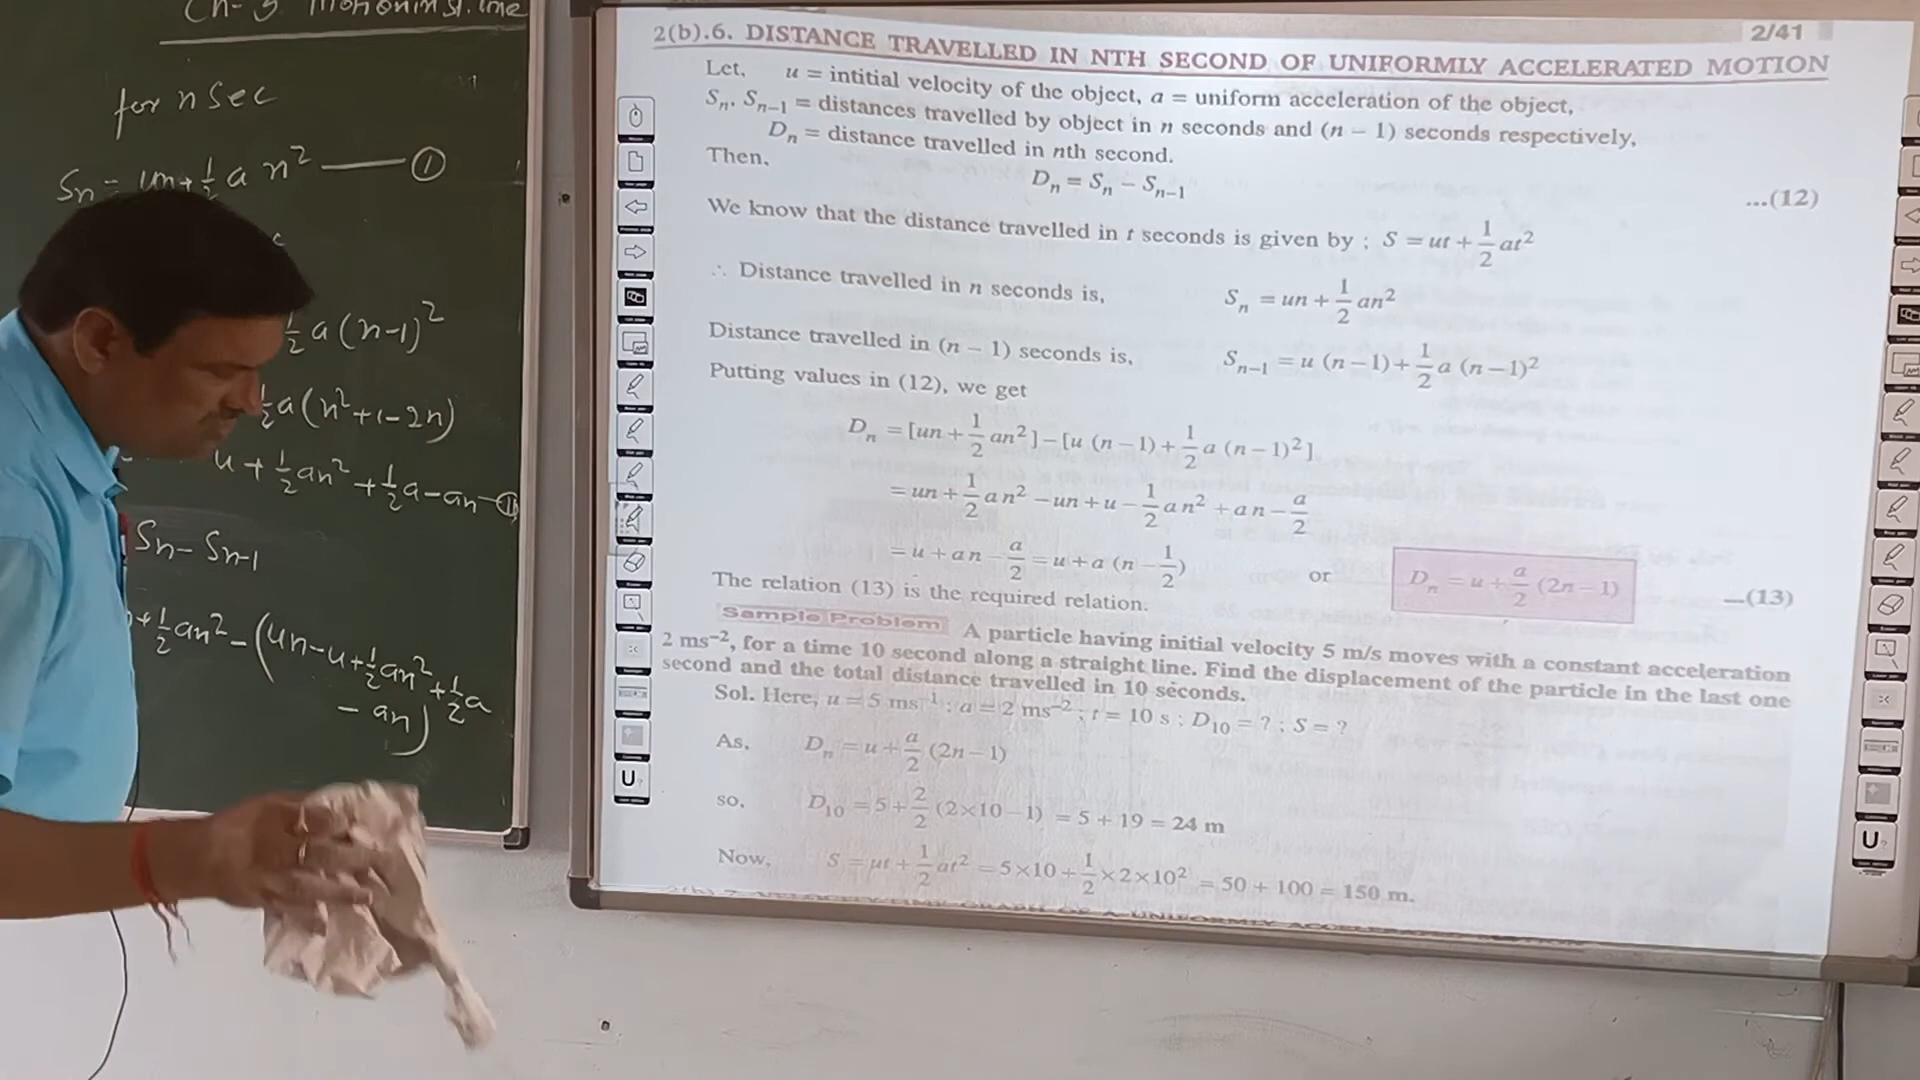 Ch-3 Motion in St. line
for n Sec
Sn = un + 1/2 a n² —— ①
1/2 a (n-1)²
1/2 a (n² + 1 - 2n)
u + 1/2 an² + 1/2 a - an - ⑪
Sn - Sn-1
+ 1/2 an² - (un - u + 1/2 an² + 1/2 a
- an)
2/41
2(b).6. DISTANCE TRAVELLED IN NTH SECOND OF UNIFORMLY ACCELERATED MOTION
Let, u = intitial velocity of the object, a = uniform acceleration of the object,
Sn, Sn-1 = distances travelled by object in n seconds and (n - 1) seconds respectively,
Dn = distance travelled in nth second.
Then,
Dn = Sn - Sn-1 ...(12)
We know that the distance travelled in t seconds is given by ; S = ut + 1/2 at²
∴ Distance travelled in n seconds is, Sn = un + 1/2 an²
Distance travelled in (n - 1) seconds is, Sn-1 = u (n-1) + 1/2 a (n-1)²
Putting values in (12), we get
Dn = [un + 1/2 an²] - [u (n-1) + 1/2 a (n-1)²]
= un + 1/2 an² - un + u - 1/2 an² + an - a/2
= u + an - a/2 = u + a (n - 1/2) or Dn = u + a/2 (2n-1) —(13)
The relation (13) is the required relation.
Sample Problem A particle having initial velocity 5 m/s moves with a constant acceleration
2 ms⁻², for a time 10 second along a straight line. Find the displacement of the particle in the last one
second and the total distance travelled in 10 seconds.
Sol. Here, u = 5 ms⁻¹ ; a = 2 ms⁻² ; t = 10 s ; D10 = ? ; S = ?
As, Dn = u + a/2 (2n-1)
so, D10 = 5 + 2/2 (2×10-1) = 5 + 19 = 24 m
Now, S = ut + 1/2 at² = 5×10 + 1/2 ×2×10² = 50 + 100 = 150 m.